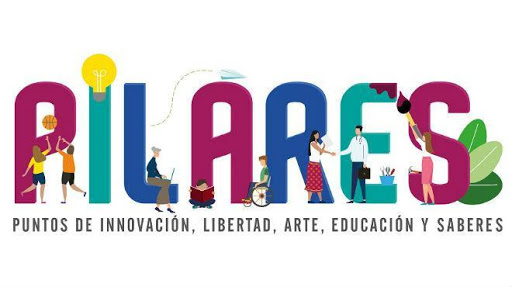 PILARES
PUNTOS DE INNOVACIÓN, LIBERTAD, ARTE, EDUCACIÓN Y SABERES